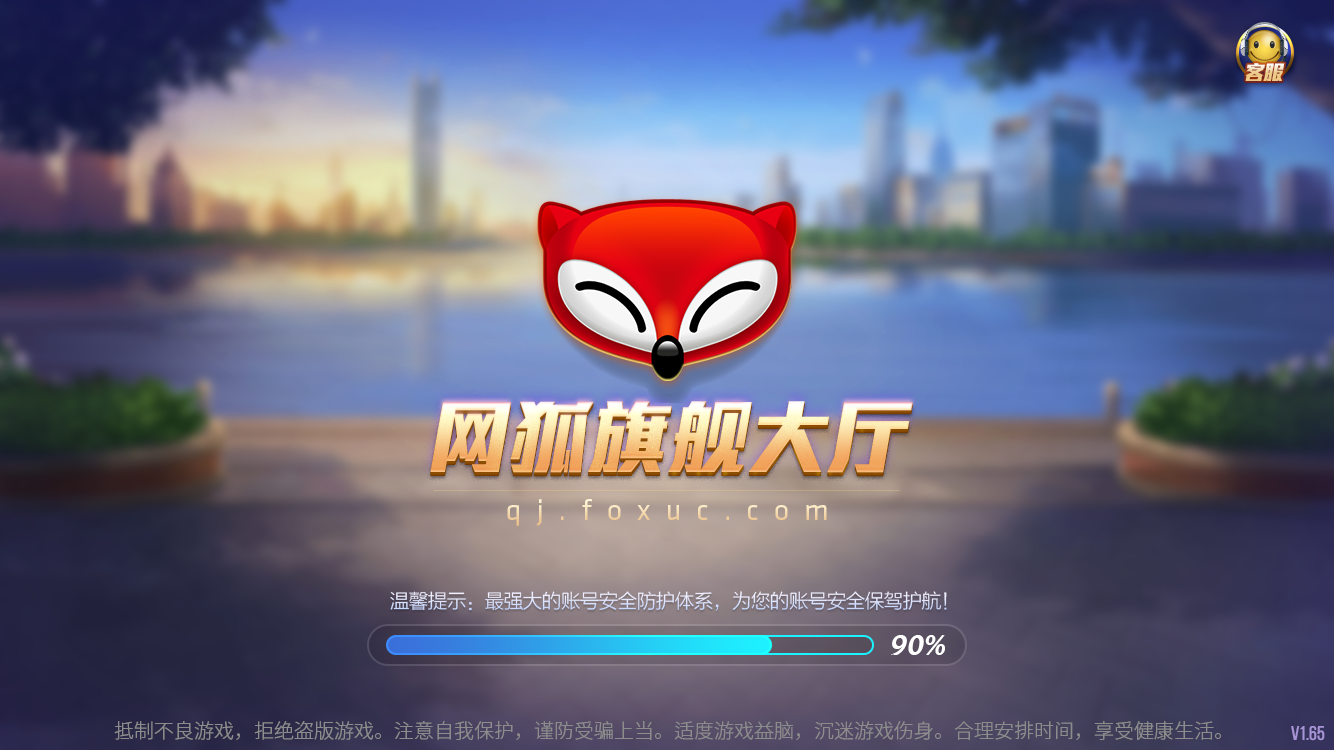 客服
网狐旗舰大厅
qj.foxuc.com
温馨提示：最强大的账号安全防护体系，为您的账号安全保驾护航！
90%
抵制不良游戏，拒绝盗版游戏。注意自我保护，谨防受骗上当。适度游戏益脑，沉迷游戏伤身。合理安排时间，享受健康生活。
V1.65